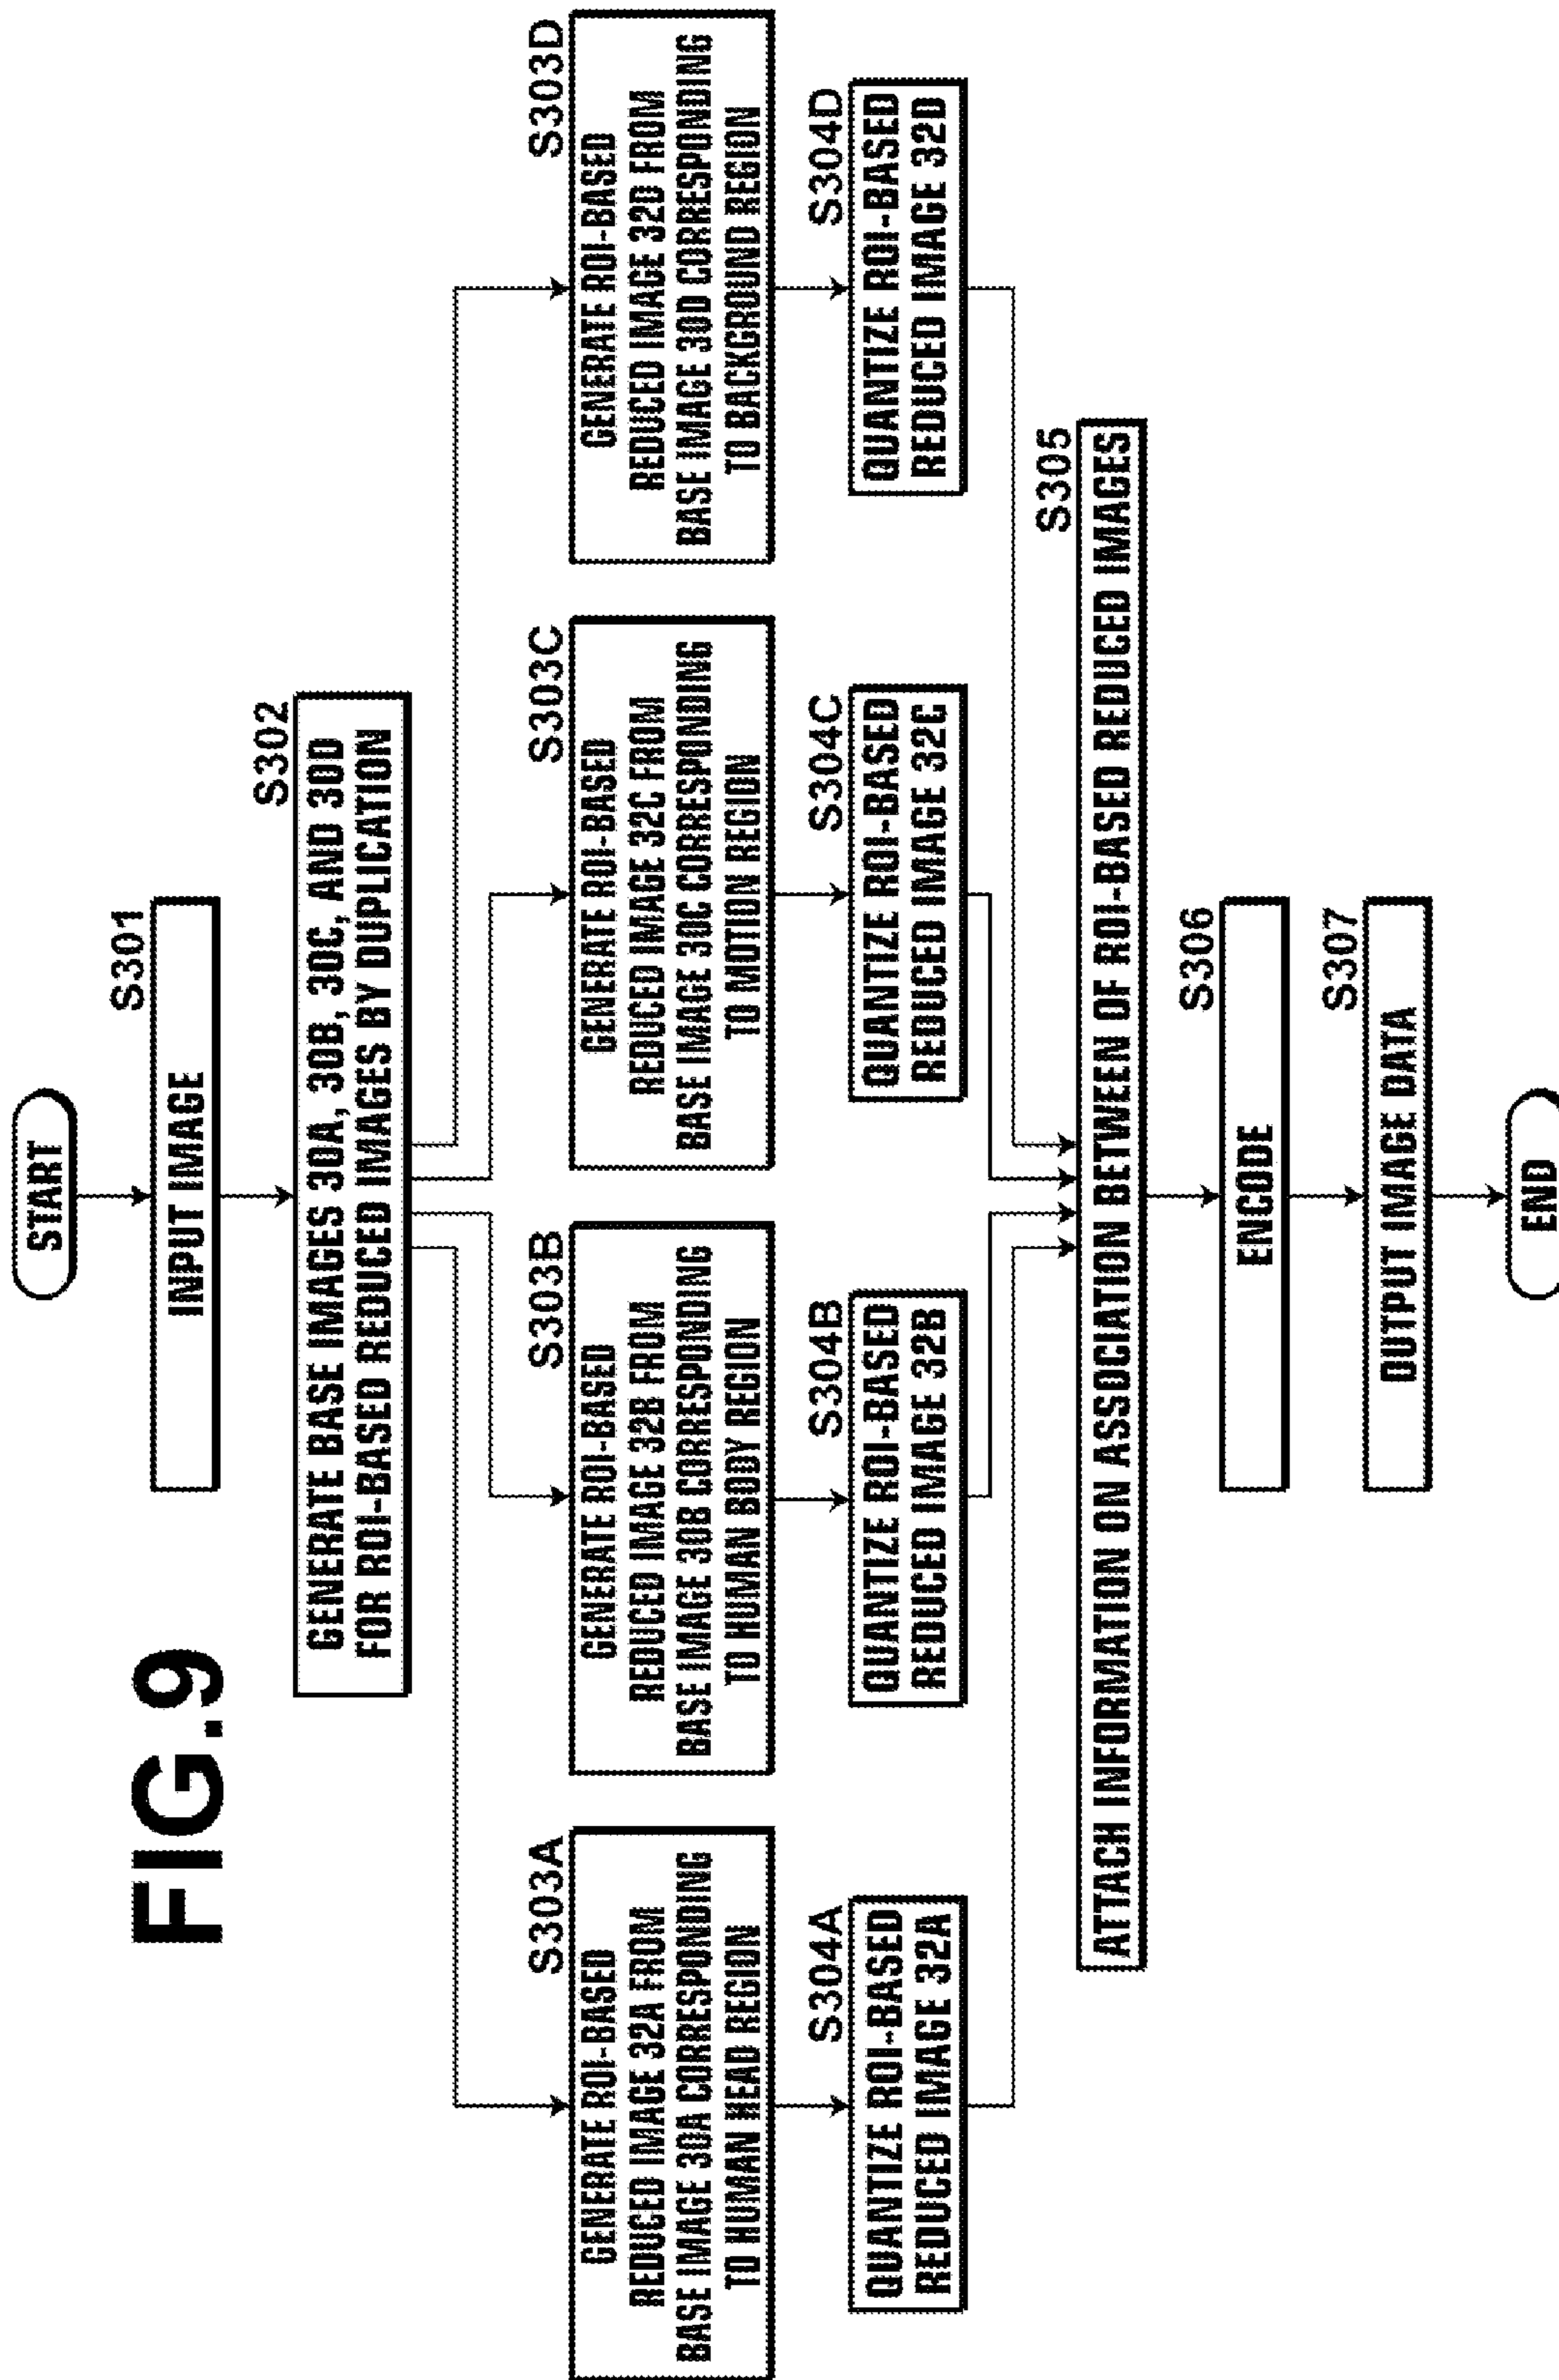 FIG.9
START
S301
INPUT IMAGE
S302
GENERATE BASE IMAGES 30A, 30B, 30C, AND 30D
FOR ROI-BASED REDUCED IMAGES BY DUPLICATION
S303A
GENERATE ROI-BASED
REDUCED IMAGE 32A FROM
BASE IMAGE 30A CORRESPONDING
TO HUMAN HEAD REGION
S303B
GENERATE ROI-BASED
REDUCED IMAGE 32B FROM
BASE IMAGE 30B CORRESPONDING
TO HUMAN BODY REGION
S303C
GENERATE ROI-BASED
REDUCED IMAGE 32C FROM
BASE IMAGE 30C CORRESPONDING
TO MOTION REGION
S303D
GENERATE ROI-BASED
REDUCED IMAGE 32D FROM
BASE IMAGE 30D CORRESPONDING
TO BACKGROUND REGION
S304A
QUANTIZE ROI-BASED
REDUCED IMAGE 32A
S304B
QUANTIZE ROI-BASED
REDUCED IMAGE 32B
S304C
QUANTIZE ROI-BASED
REDUCED IMAGE 32C
S304D
QUANTIZE ROI-BASED
REDUCED IMAGE 32D
S305
ATTACH INFORMATION ON ASSOCIATION BETWEEN OF ROI-BASED REDUCED IMAGES
S306
ENCODE
S307
OUTPUT IMAGE DATA
END